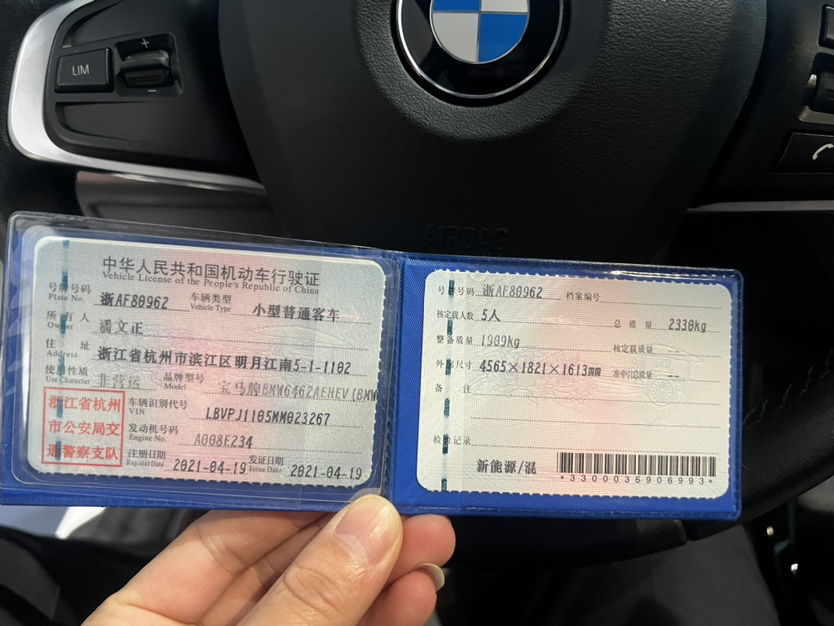 LIM
+
AIRBAG
中华人民共和国机动车行驶证
Vehicle License of the People's Republic of China
号牌号码 Plate No. 浙AF80962 车辆类型 Vehicle Type 小型普通客车
所有人 Owner 潘文正
住址 Address 浙江省杭州市滨江区明月江南5-1-1102
使用性质 Use Character 非营运 品牌型号 Model 宝马牌BMW6462AFHEV(BMW
浙江省杭州
市公安局交
通警察支队
车辆识别代号 VIN LBVPJ1105MM023267
发动机号码 Engine No. A008E234
注册日期 Register Date 2021-04-19 发证日期 Issue Date 2021-04-19
号牌号码 浙AF80962 档案编号
核定载人数 5人 总质量 2330kg
整备质量 1909kg 核定载质量 --
外廓尺寸 4565×1821×1613mm 准牵引总质量 --
备注
检验记录
新能源/混
*3300036906993*